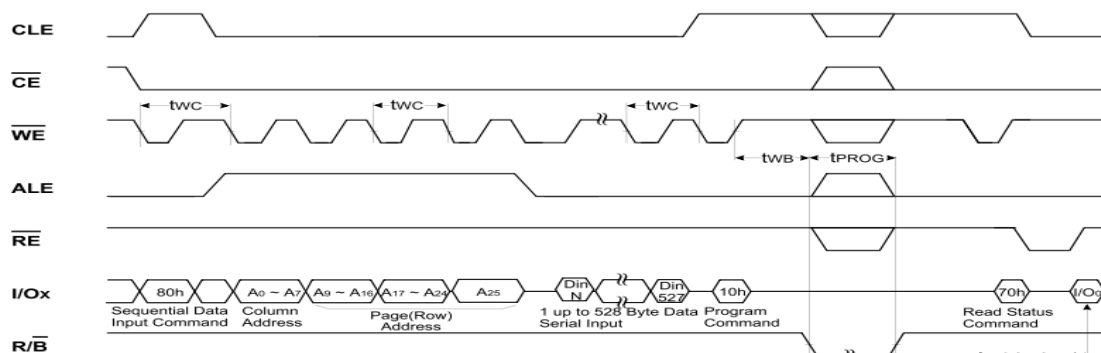 CLE
CE
tWC tWC tWC
WE
tWB tPROG
ALE
RE
I/Ox 80h A0 ~ A7 A9 ~ A16 A17 ~ A24 A25 Din N Din 527 10h 70h I/O0
Sequential Data Input Command
Column Address
Page(Row) Address
1 up to 528 Byte Data Serial Input
Program Command
Read Status Command
R/B